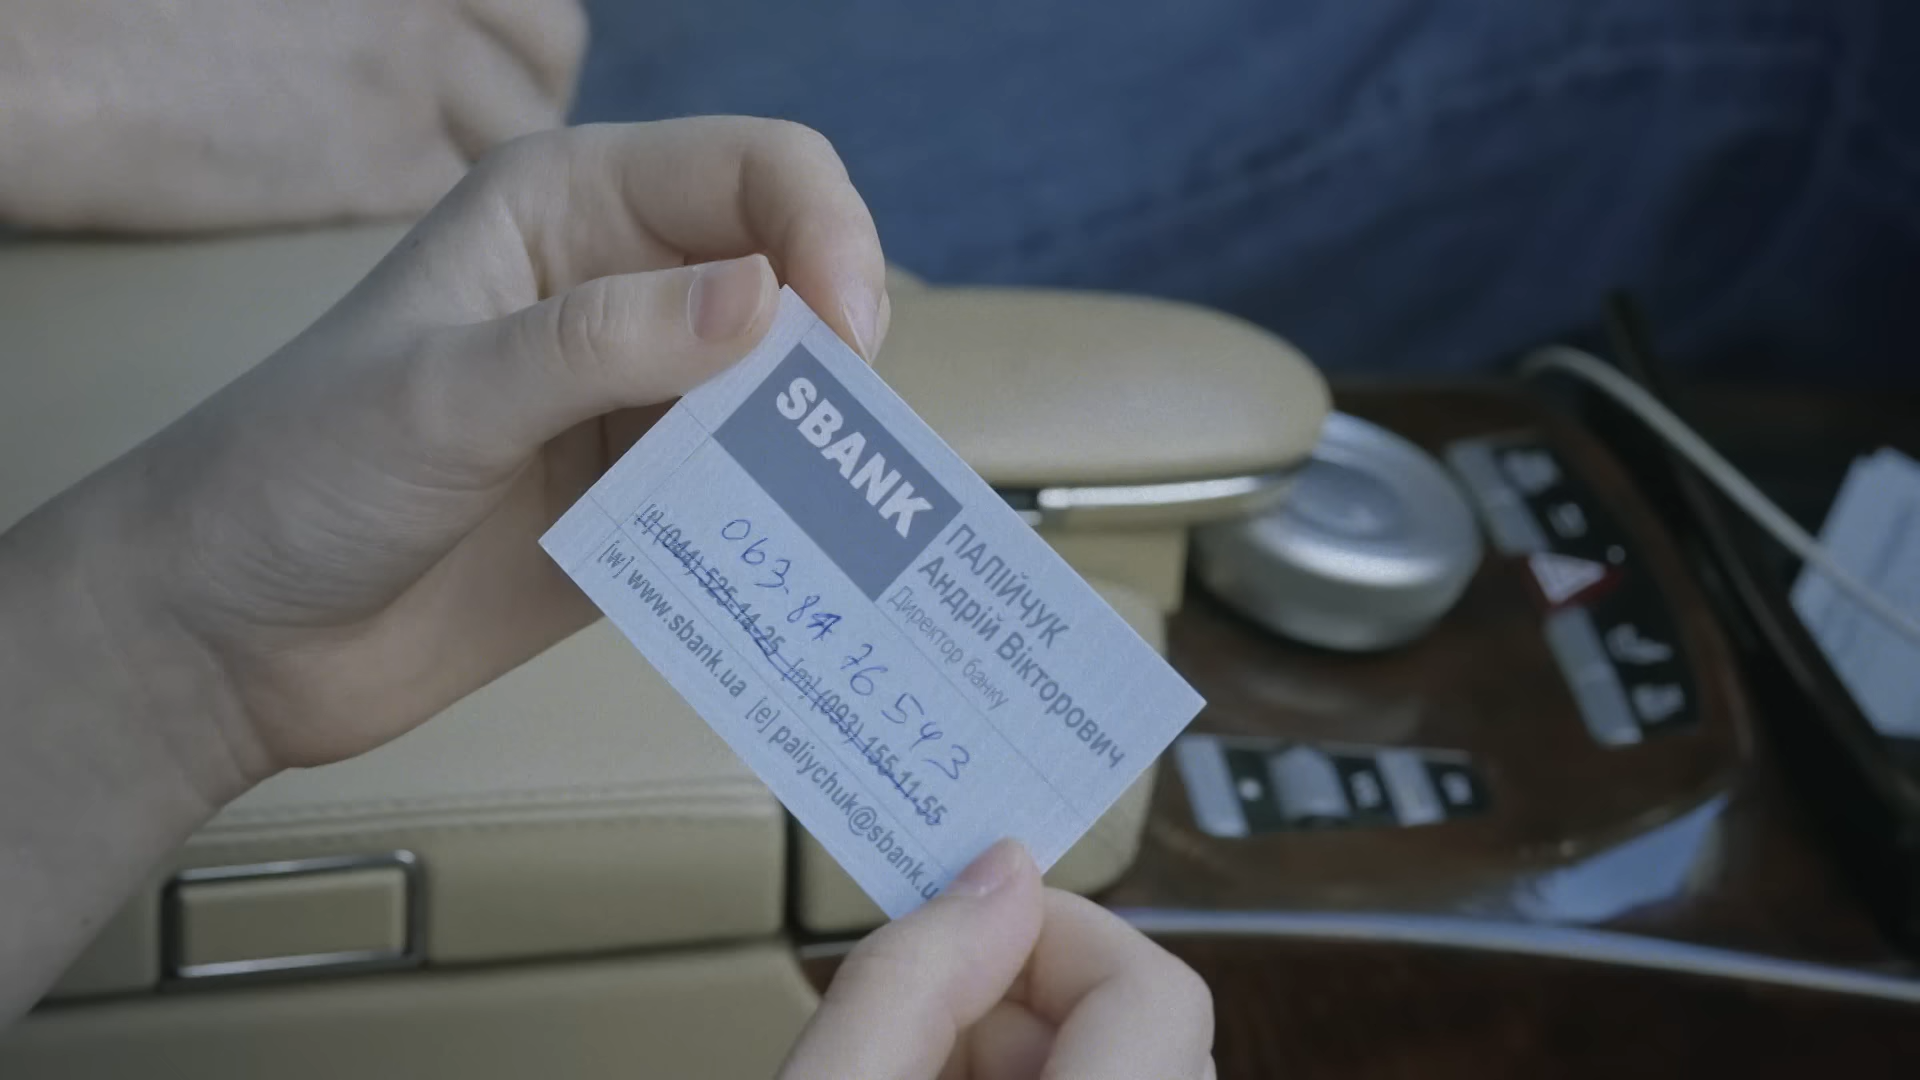 SBANK
ПАЛІЙЧУК
Андрій Вікторович
Директор банку
063 87 76 543
[t] (044) 525-14-25 [m] (093) 155-11-55
[w] www.sbank.ua [e] paliychuk@sbank.u